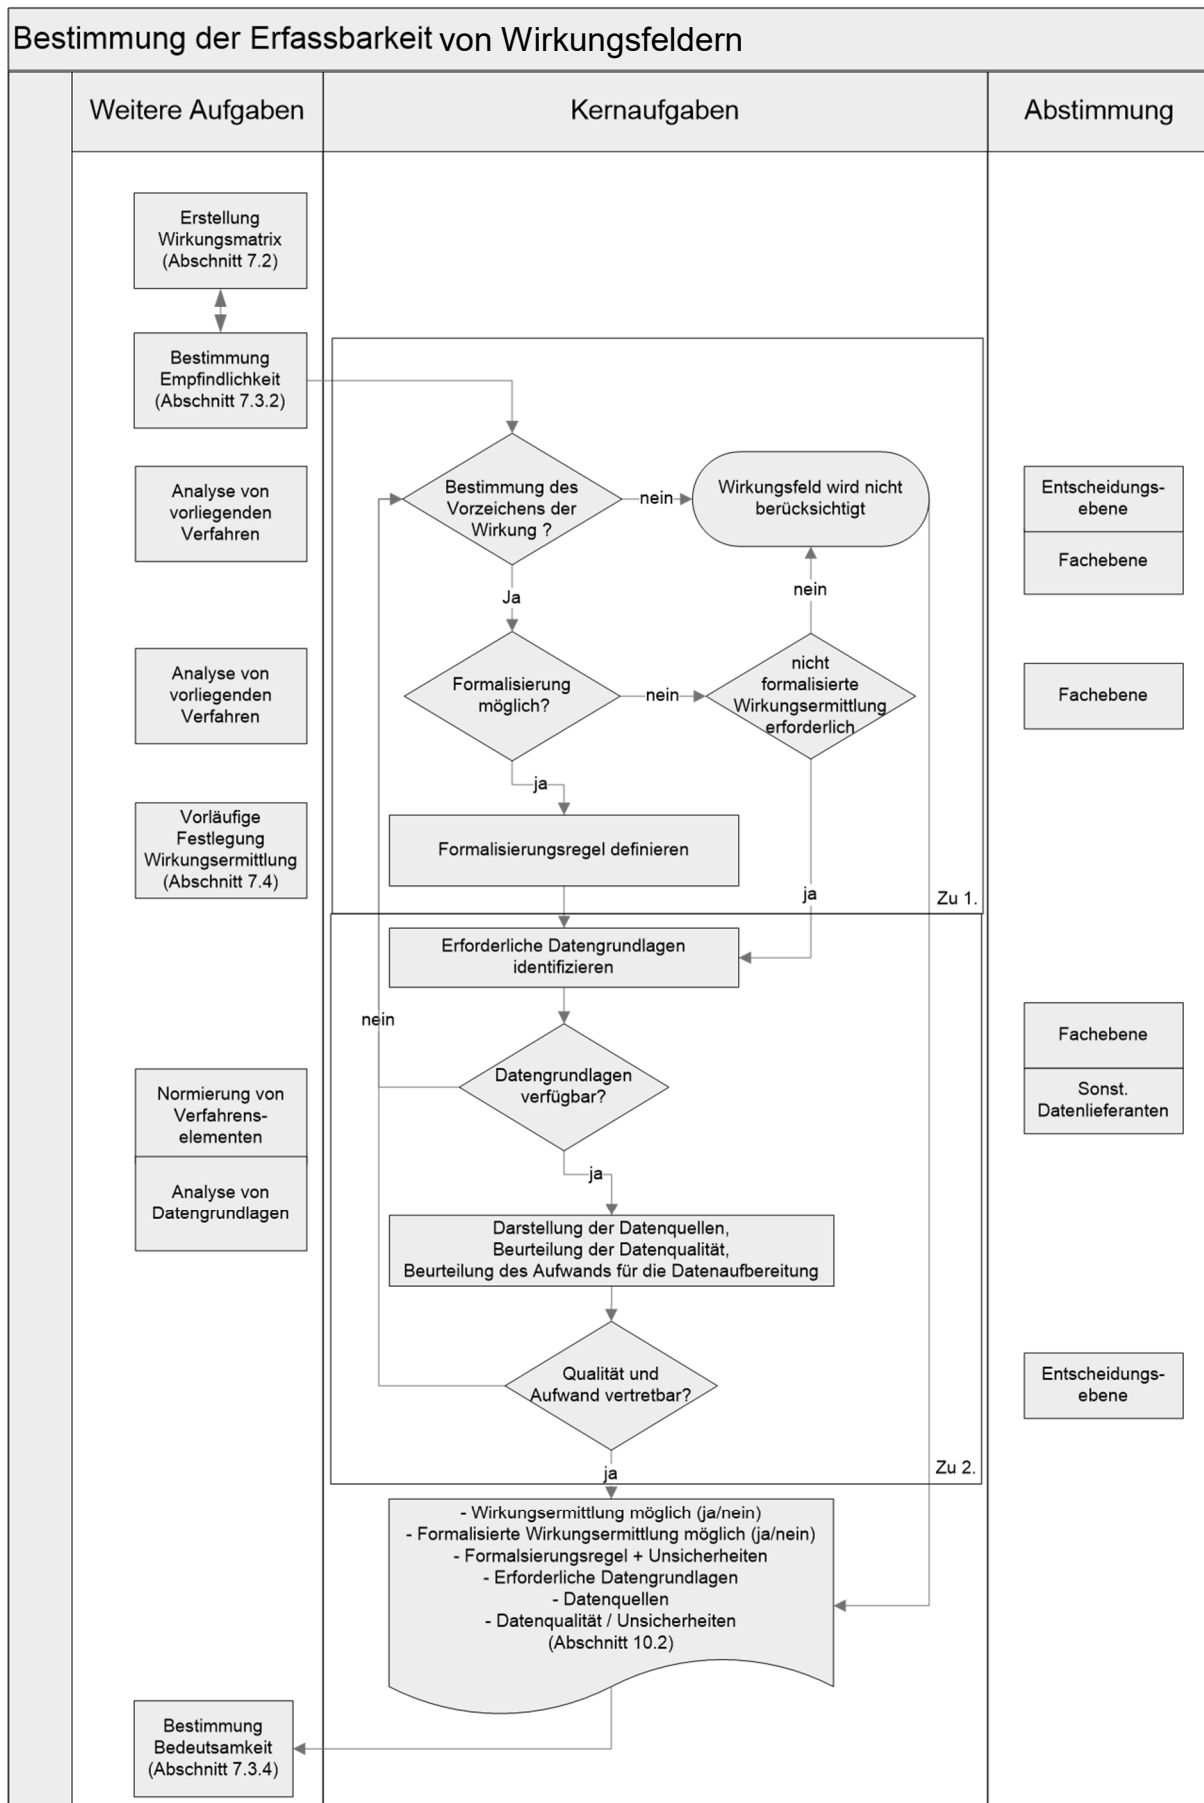 Bestimmung der Erfassbarkeit von Wirkungsfeldern
Weitere Aufgaben
Kernaufgaben
Abstimmung
Erstellung
Wirkungsmatrix
(Abschnitt 7.2)
Bestimmung
Empfindlichkeit
(Abschnitt 7.3.2)
Analyse von
vorliegenden
Verfahren
Bestimmung des
Vorzeichens der
Wirkung ?
nein
Wirkungsfeld wird nicht
berücksichtigt
Entscheidungs-
ebene
Fachebene
Ja
nein
Analyse von
vorliegenden
Verfahren
Formalisierung
möglich?
nein
nicht
formalisierte
Wirkungsermittlung
erforderlich
Fachebene
ja
Vorläufige
Festlegung
Wirkungsermittlung
(Abschnitt 7.4)
Formalisierungsregel definieren
ja
Zu 1.
Erforderliche Datengrundlagen
identifizieren
nein
Datengrundlagen
verfügbar?
Fachebene
Sonst.
Datenlieferanten
Normierung von
Verfahrens-
elementen
Analyse von
Datengrundlagen
ja
Darstellung der Datenquellen,
Beurteilung der Datenqualität,
Beurteilung des Aufwands für die Datenaufbereitung
Qualität und
Aufwand vertretbar?
Entscheidungs-
ebene
ja
Zu 2.
- Wirkungsermittlung möglich (ja/nein)
- Formalisierte Wirkungsermittlung möglich (ja/nein)
- Formalsierungsregel + Unsicherheiten
- Erforderliche Datengrundlagen
- Datenquellen
- Datenqualität / Unsicherheiten
(Abschnitt 10.2)
Bestimmung
Bedeutsamkeit
(Abschnitt 7.3.4)